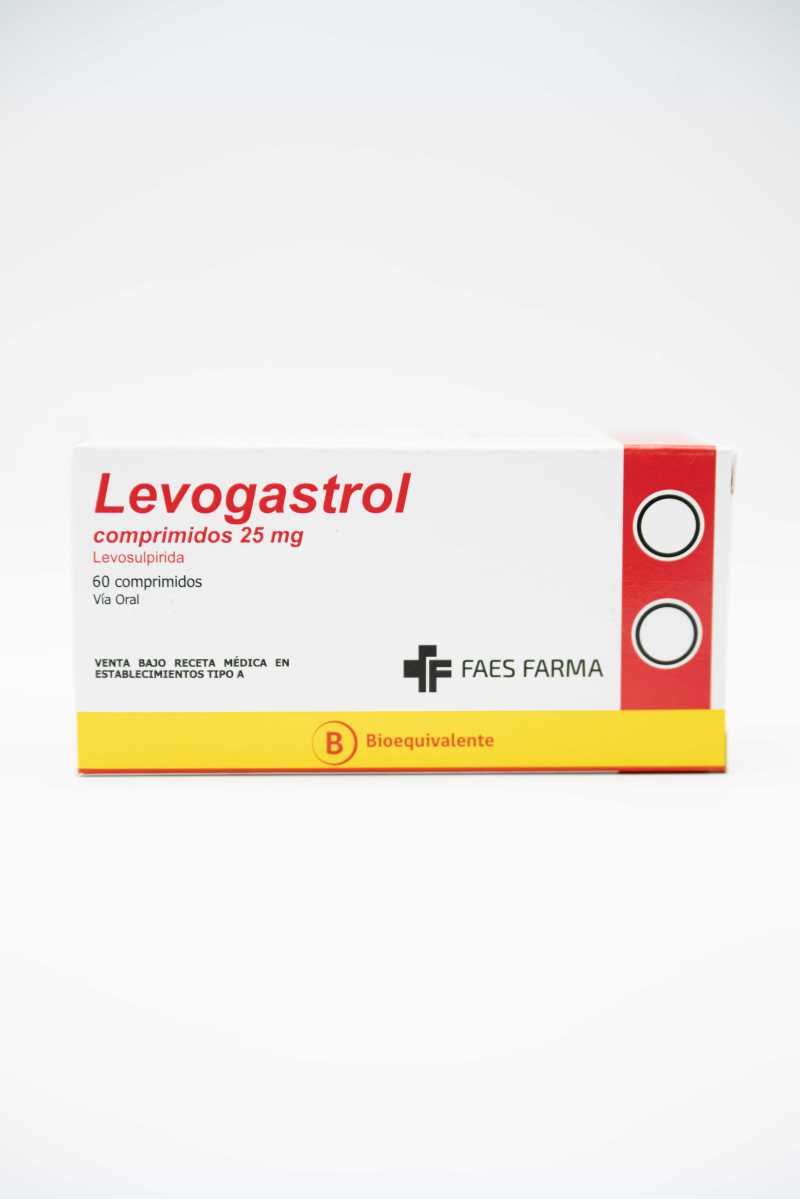 Levogastrol
comprimidos 25 mg
Levosulpirida
60 comprimidos
Vía Oral
VENTA BAJO RECETA MÉDICA EN
ESTABLECIMIENTOS TIPO A
FAES FARMA
B Bioequivalente